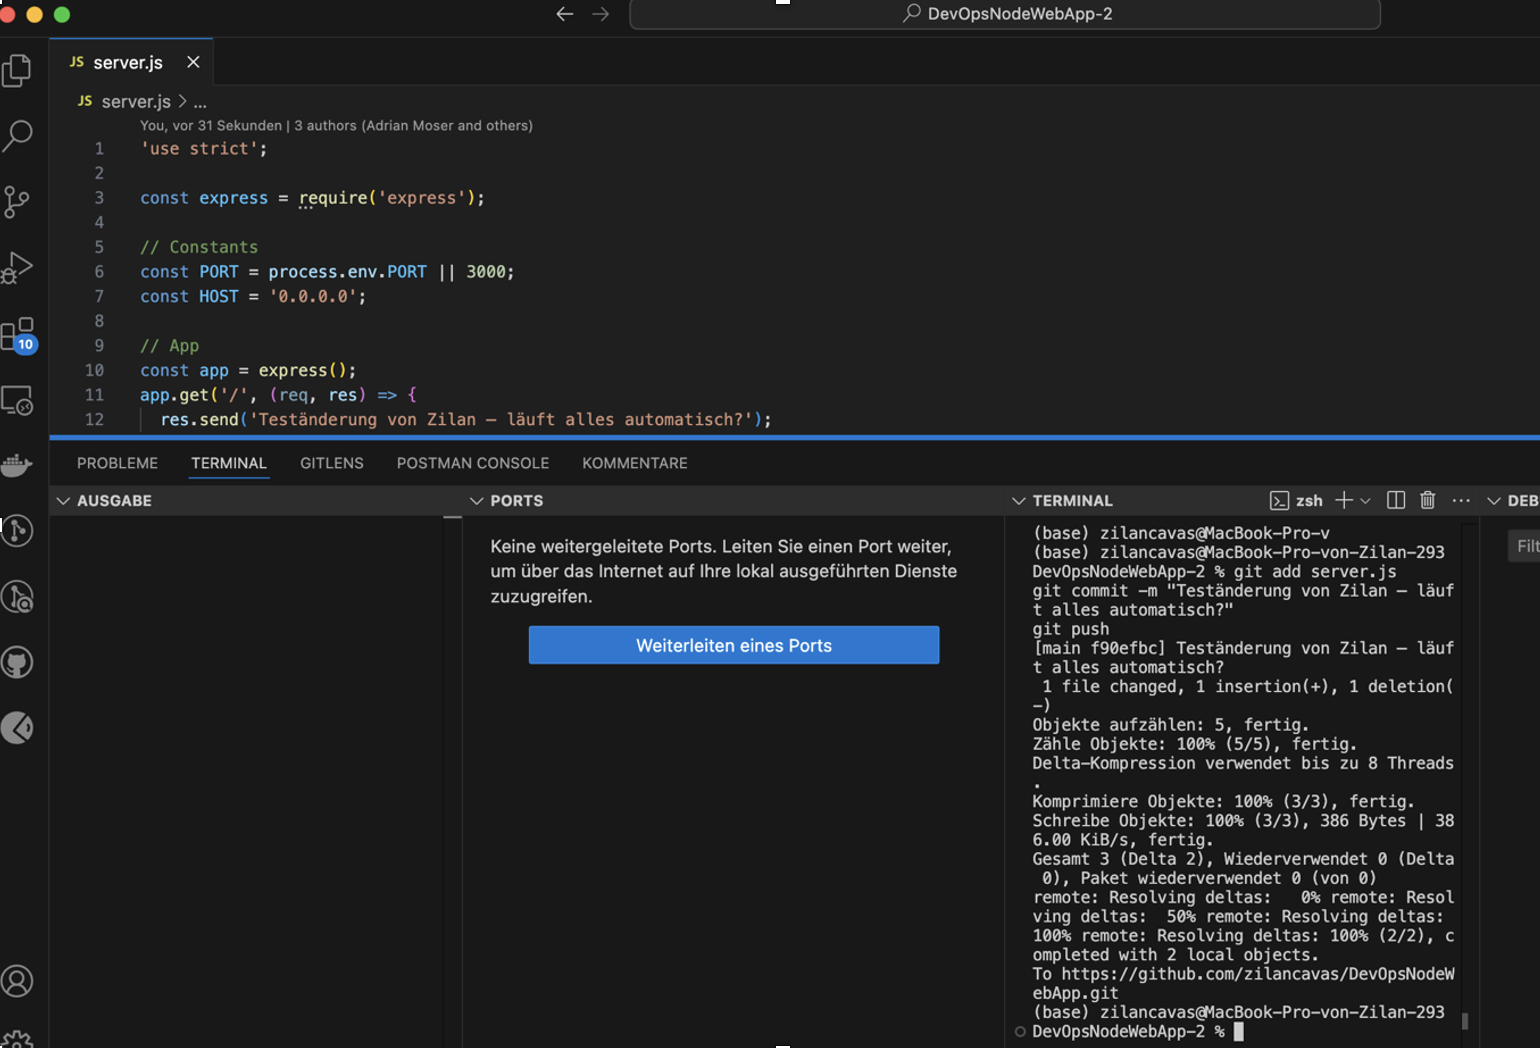 DevOpsNodeWebApp-2
JS server.js
JS server.js > ...
You, vor 31 Sekunden | 3 authors (Adrian Moser and others)
1 'use strict';
2
3 const express = require('express');
4
5 // Constants
6 const PORT = process.env.PORT || 3000;
7 const HOST = '0.0.0.0';
8
9 // App
10 const app = express();
11 app.get('/', (req, res) => {
12 res.send('Teständerung von Zilan – läuft alles automatisch?');
10
PROBLEME TERMINAL GITLENS POSTMAN CONSOLE KOMMENTARE
AUSGABE
PORTS
Keine weitergeleitete Ports. Leiten Sie einen Port weiter,
um über das Internet auf Ihre lokal ausgeführten Dienste
zuzugreifen.
Weiterleiten eines Ports
TERMINAL zsh
(base) zilancavas@MacBook-Pro-v
(base) zilancavas@MacBook-Pro-von-Zilan-293
DevOpsNodeWebApp-2 % git add server.js
git commit -m "Teständerung von Zilan – läuf
t alles automatisch?"
git push
[main f90efbc] Teständerung von Zilan – läuf
t alles automatisch?
1 file changed, 1 insertion(+), 1 deletion(
-)
Objekte aufzählen: 5, fertig.
Zähle Objekte: 100% (5/5), fertig.
Delta-Kompression verwendet bis zu 8 Threads
.
Komprimiere Objekte: 100% (3/3), fertig.
Schreibe Objekte: 100% (3/3), 386 Bytes | 38
6.00 KiB/s, fertig.
Gesamt 3 (Delta 2), Wiederverwendet 0 (Delta
0), Paket wiederverwendet 0 (von 0)
remote: Resolving deltas:   0% remote: Resol
ving deltas:  50% remote: Resolving deltas:
100% remote: Resolving deltas: 100% (2/2), c
ompleted with 2 local objects.
To https://github.com/zilancavas/DevOpsNodeW
ebApp.git
(base) zilancavas@MacBook-Pro-von-Zilan-293
DevOpsNodeWebApp-2 %
DEB
Filt